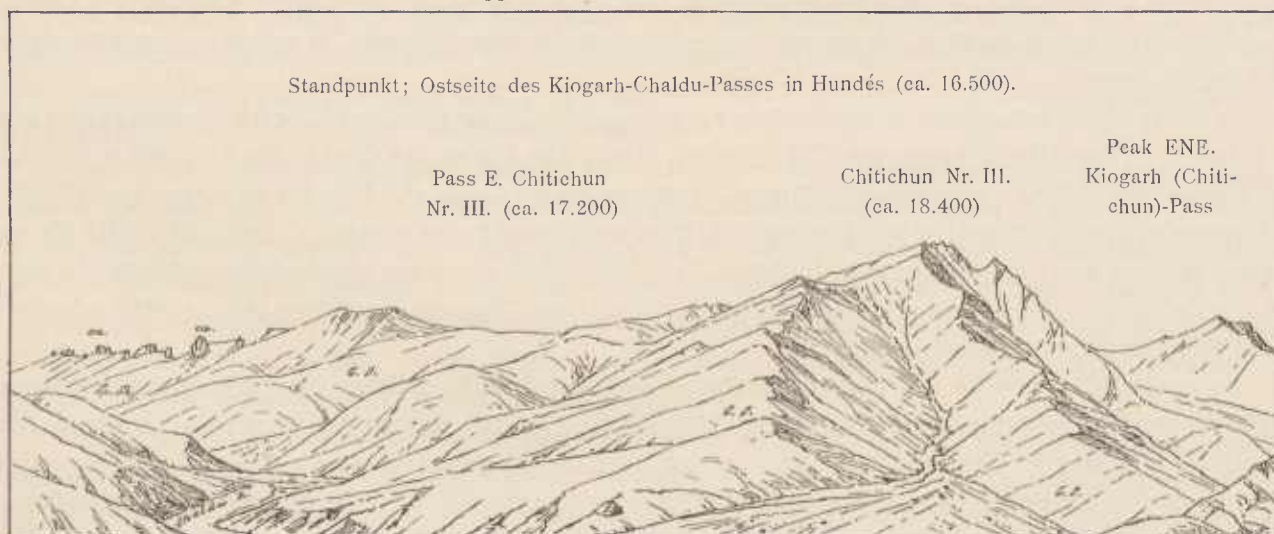 Standpunkt; Ostseite des Kiogarh-Chaldu-Passes in Hundés (ca. 16.500).
Pass E. Chitichun
Nr. III. (ca. 17.200)
Chitichun Nr. III.
(ca. 18.400)
Peak ENE.
Kiogarh (Chiti-
chun)-Pass